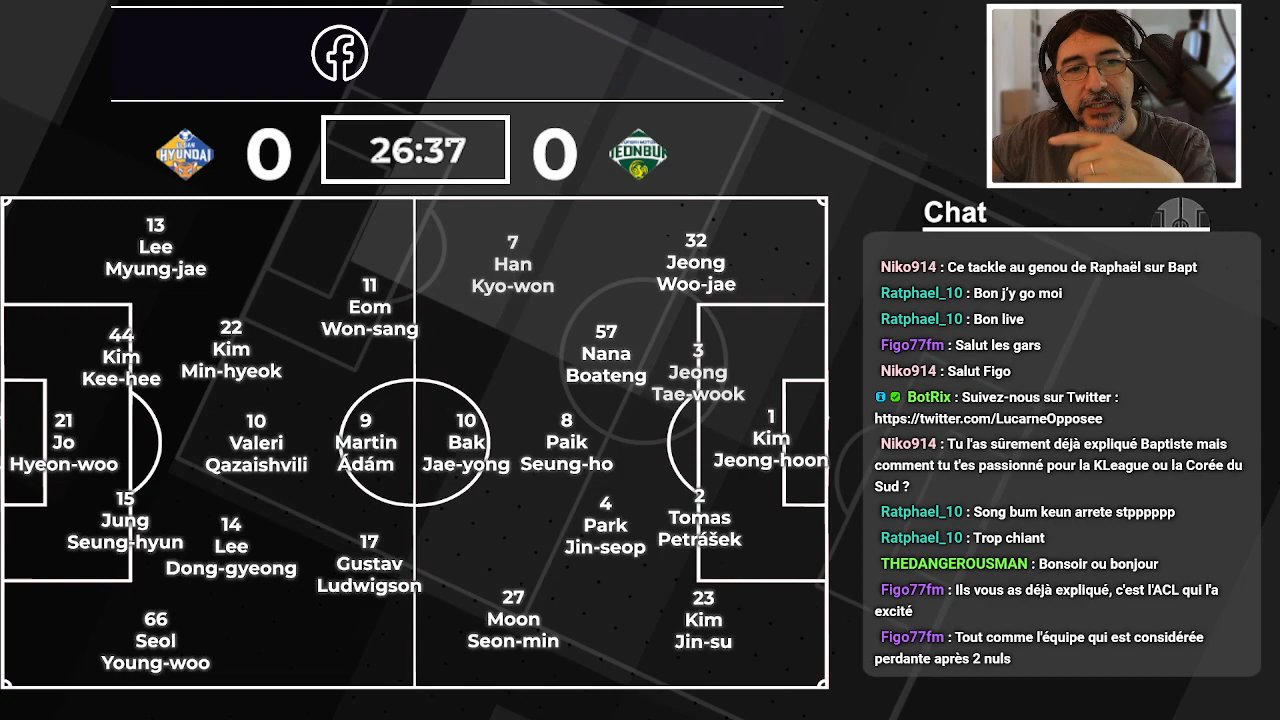 ULSAN
HYUNDAI
0
26:37
0
JEONBUK
13
Lee
Myung-jae
44
Kim
Kee-hee
22
Kim
Min-hyeok
11
Eom
Won-sang
21
Jo
Hyeon-woo
10
Valeri
Qazaishvili
9
Martin
Ádám
15
Jung
Seung-hyun
14
Lee
Dong-gyeong
17
Gustav
Ludwigson
66
Seol
Young-woo
7
Han
Kyo-won
32
Jeong
Woo-jae
57
Nana
Boateng
3
Jeong
Tae-wook
10
Bak
Jae-yong
8
Paik
Seung-ho
1
Kim
Jeong-hoon
4
Park
Jin-seop
2
Tomas
Petrášek
27
Moon
Seon-min
23
Kim
Jin-su
Chat
Niko914 : Ce tackle au genou de Raphaël sur Bapt
Ratphael_10 : Bon j'y go moi
Ratphael_10 : Bon live
Figo77fm : Salut les gars
Niko914 : Salut Figo
BotRix : Suivez-nous sur Twitter :
https://twitter.com/LucarneOpposee
Niko914 : Tu l'as sûrement déjà expliqué Baptiste mais
comment tu t'es passionné pour la KLeague ou la Corée du
Sud ?
Ratphael_10 : Song bum keun arrete stpppppp
Ratphael_10 : Trop chiant
THEDANGEROUSMAN : Bonsoir ou bonjour
Figo77fm : Ils vous as déjà expliqué, c'est l'ACL qui l'a
excité
Figo77fm : Tout comme l'équipe qui est considérée
perdante après 2 nuls